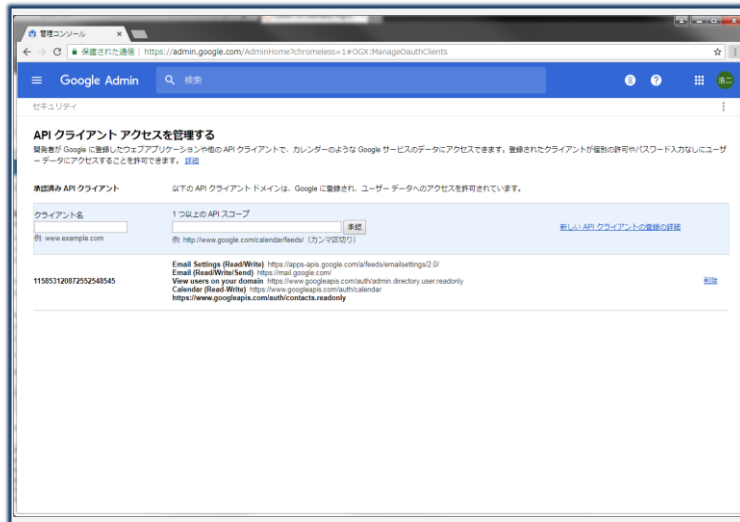 管理コンソール
保護された通信 https://admin.google.com/AdminHome?chromeless=1#OGX:ManageOauthClients
Google Admin 検索
浩二
セキュリティ
API クライアント アクセスを管理する
開発者が Google に登録したウェブアプリケーションや他の API クライアントで、カレンダーのような Google サービスのデータにアクセスできます。登録されたクライアントが個別の許可やパスワード入力なしにユーザ
ー データにアクセスすることを許可できます。 詳細
承認済み API クライアント 以下の API クライアント ドメインは、Google に登録され、ユーザー データへのアクセスを許可されています。
クライアント名 1 つ以上の API スコープ
承認 新しい API クライアントの登録の詳細
例: www.example.com 例: http://www.google.com/calendar/feeds/ (カンマ区切り)
Email Settings (Read/Write) https://apps-apis.google.com/a/feeds/emailsettings/2.0/
Email (Read/Write/Send) https://mail.google.com/
115853120872552548545 View users on your domain https://www.googleapis.com/auth/admin.directory.user.readonly 削除
Calendar (Read-Write) https://www.googleapis.com/auth/calendar
https://www.googleapis.com/auth/contacts.readonly